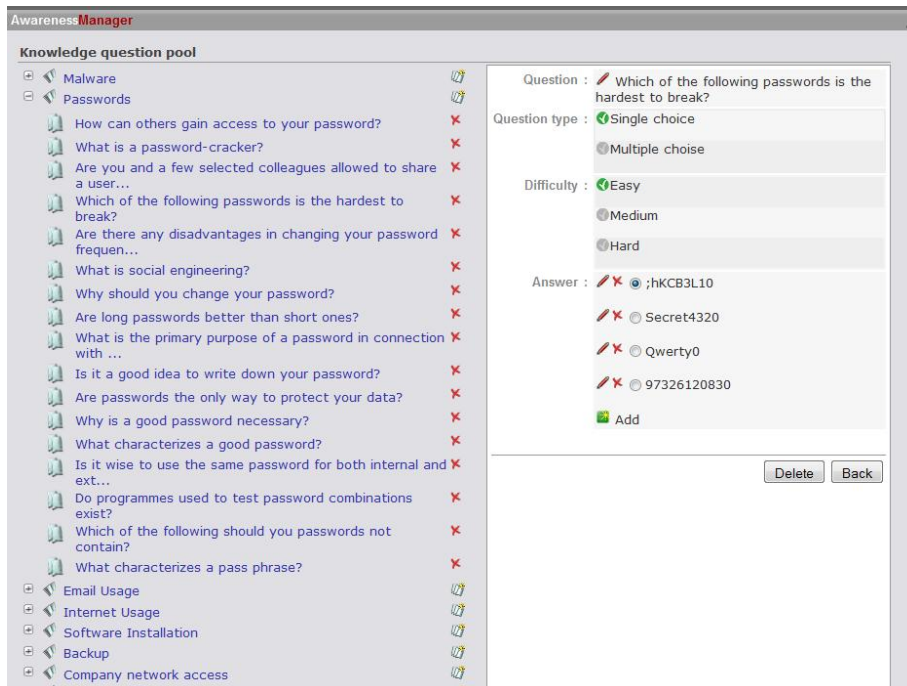 AwarenessManager
Knowledge question pool
Malware
Passwords
How can others gain access to your password?
What is a password-cracker?
Are you and a few selected colleagues allowed to share
a user...
Which of the following passwords is the hardest to
break?
Are there any disadvantages in changing your password
frequen...
What is social engineering?
Why should you change your password?
Are long passwords better than short ones?
What is the primary purpose of a password in connection
with ...
Is it a good idea to write down your password?
Are passwords the only way to protect your data?
Why is a good password necessary?
What characterizes a good password?
Is it wise to use the same password for both internal and
ext...
Do programmes used to test password combinations
exist?
Which of the following should you passwords not
contain?
What characterizes a pass phrase?
Email Usage
Internet Usage
Software Installation
Backup
Company network access
Question : Which of the following passwords is the
hardest to break?
Question type : Single choice
Multiple choise
Difficulty : Easy
Medium
Hard
Answer : ;hKCB3L10
Secret4320
Qwerty0
97326120830
Add
Delete Back